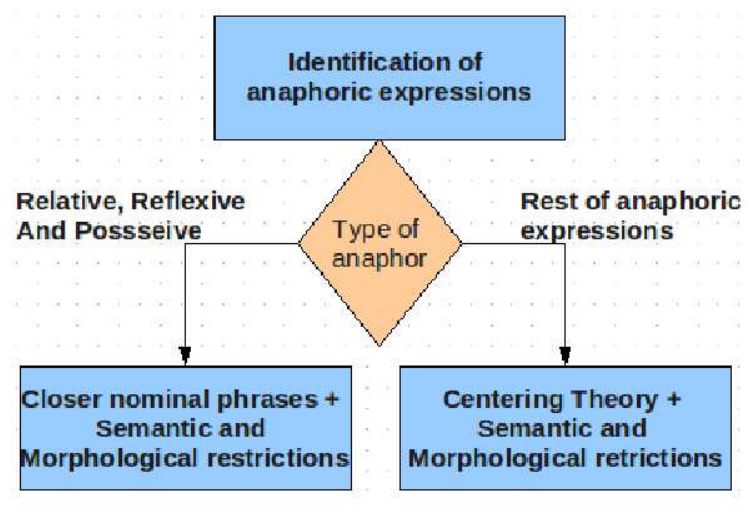 Identification of
anaphoric expressions
Relative, Reflexive
And Possseive
Type of
anaphor
Rest of anaphoric
expressions
Closer nominal phrases +
Semantic and
Morphological restrictions
Centering Theory +
Semantic and
Morphological retrictions